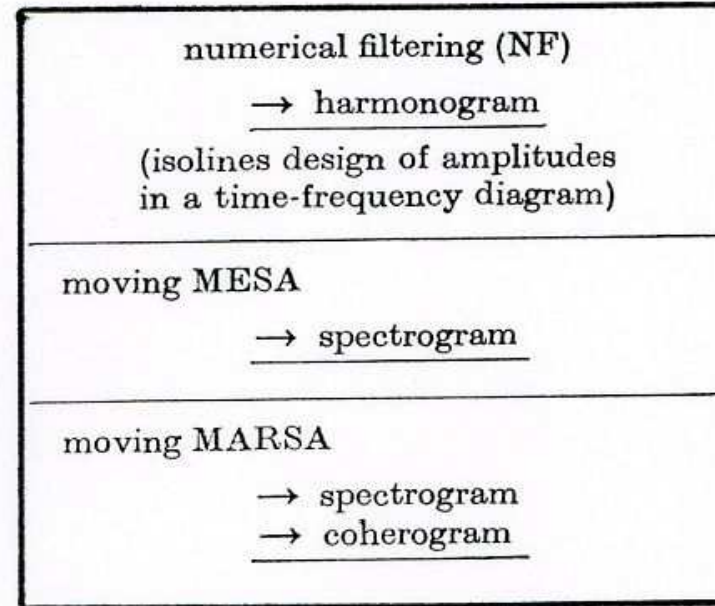 numerical filtering (NF)
→ harmonogram
(isolines design of amplitudes
in a time-frequency diagram)
moving MESA
→ spectrogram
moving MARSA
→ spectrogram
→ coherogram